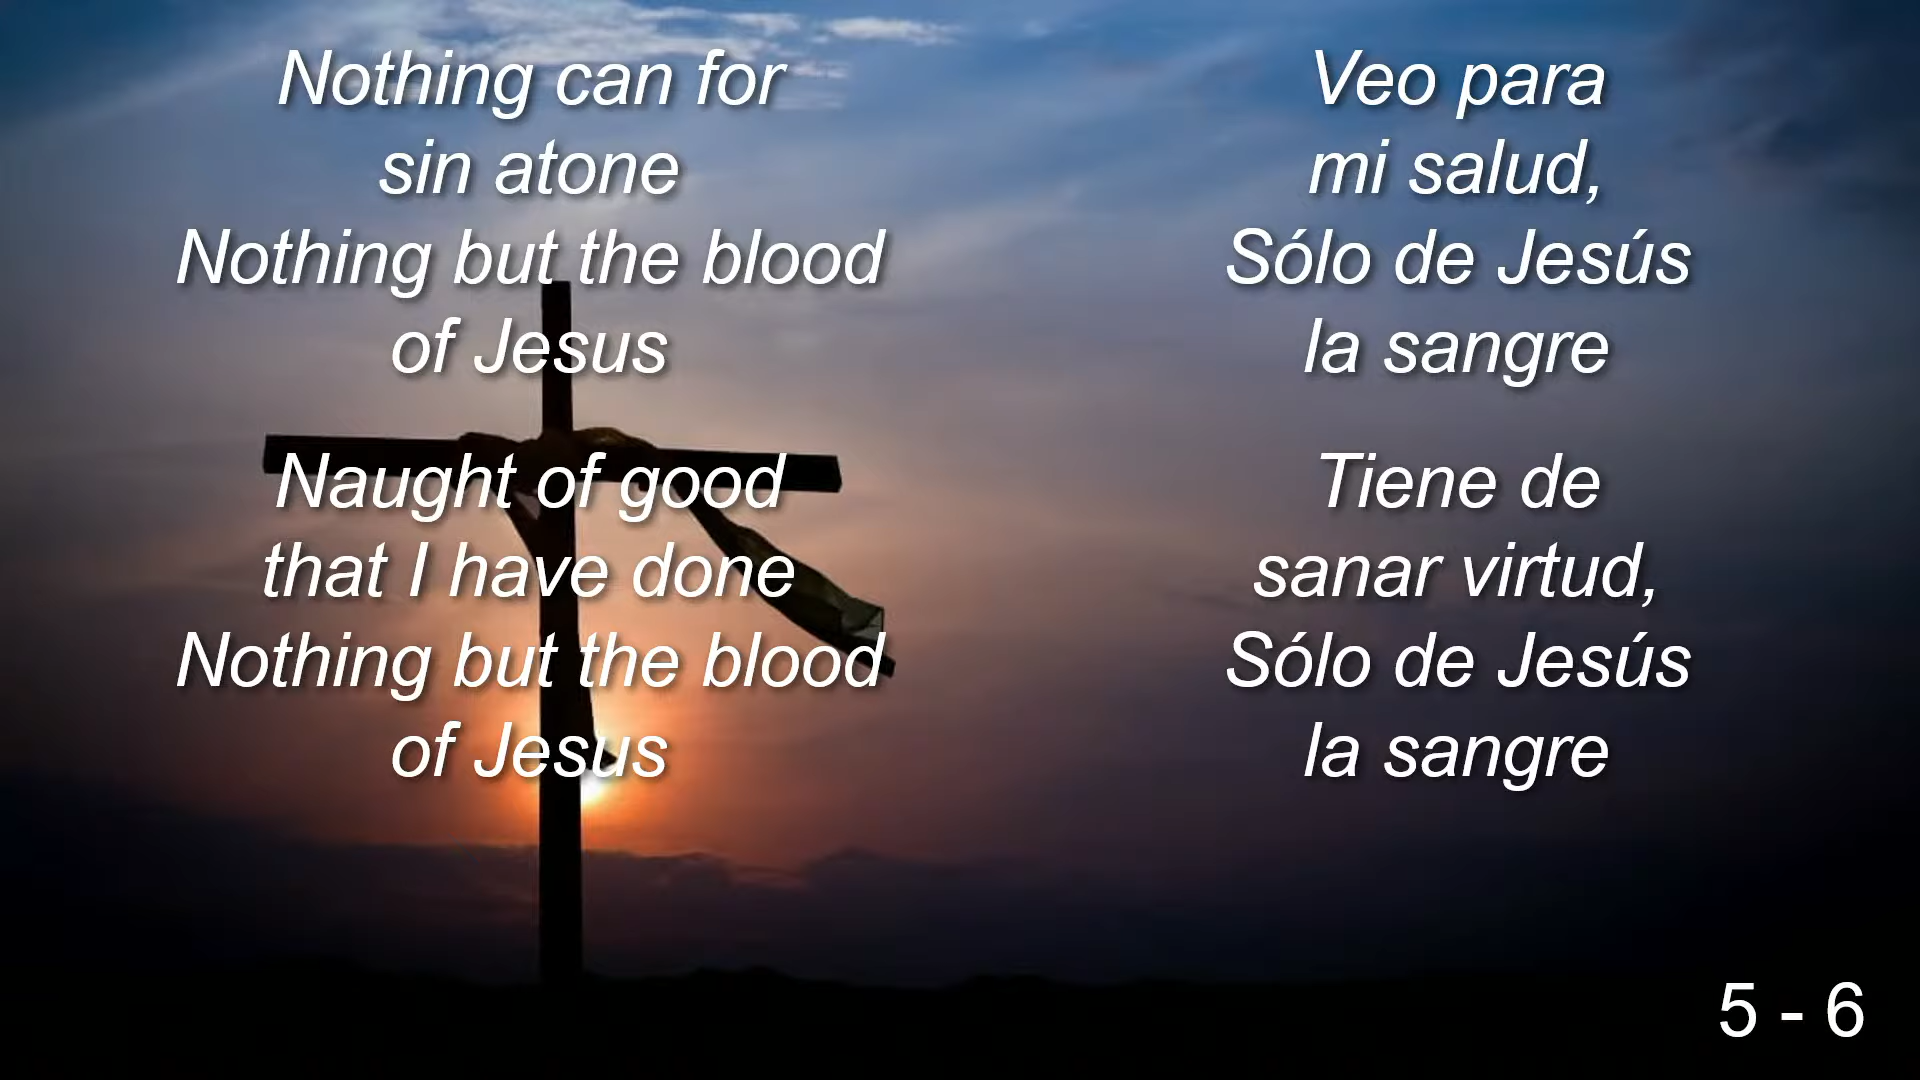 Nothing can for
sin atone
Nothing but the blood
of Jesus
Naught of good
that I have done
Nothing but the blood
of Jesus
Veo para
mi salud,
Sólo de Jesús
la sangre
Tiene de
sanar virtud,
Sólo de Jesús
la sangre
5 - 6